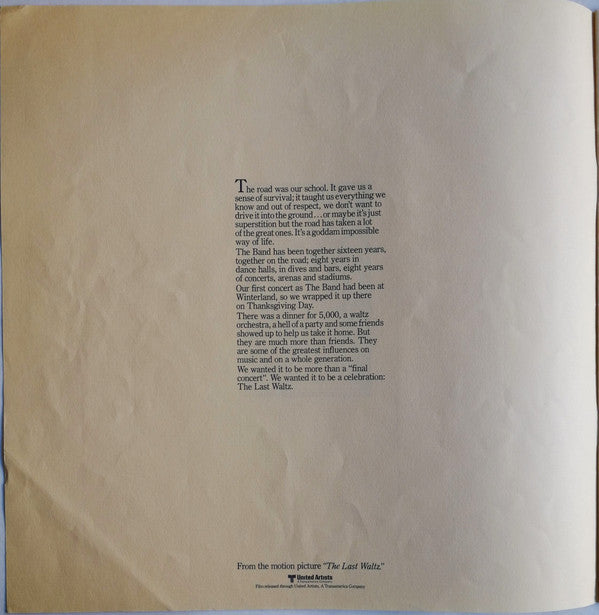 The road was our school. It gave us a
sense of survival; it taught us everything we
know and out of respect, we don't want to
drive it into the ground...or maybe it's just
superstition but the road has taken a lot
of the great ones. It's a goddam impossible
way of life.
The Band has been together sixteen years,
together on the road; eight years in
dance halls, in dives and bars, eight years
of concerts, arenas and stadiums.
Our first concert as The Band had been at
Winterland, so we wrapped it up there
on Thanksgiving Day.
There was a dinner for 5,000, a waltz
orchestra, a hell of a party and some friends
showed up to help us take it home. But
they are much more than friends. They
are some of the greatest influences on
music and on a whole generation.
We wanted it to be more than a "final
concert". We wanted it to be a celebration:
The Last Waltz.
From the motion picture "The Last Waltz."
United Artists
A Transamerica Company
Film released through United Artists, A Transamerica Company